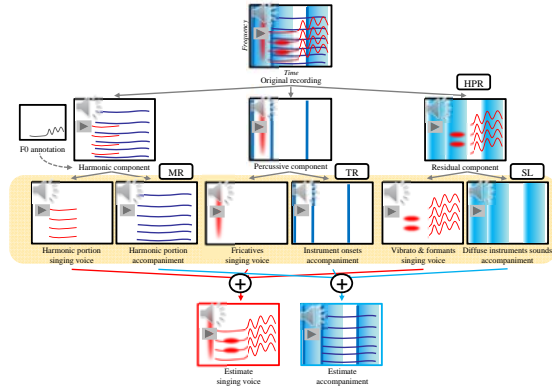 Frequency
Time
Original recording
HPR
F0 annotation
Harmonic component
Percussive component
Residual component
MR
TR
SL
Harmonic portion
singing voice
Harmonic portion
accompaniment
Fricatives
singing voice
Instrument onsets
accompaniment
Vibrato & formants
singing voice
Diffuse instruments sounds
accompaniment
+
+
Estimate
singing voice
Estimate
accompaniment